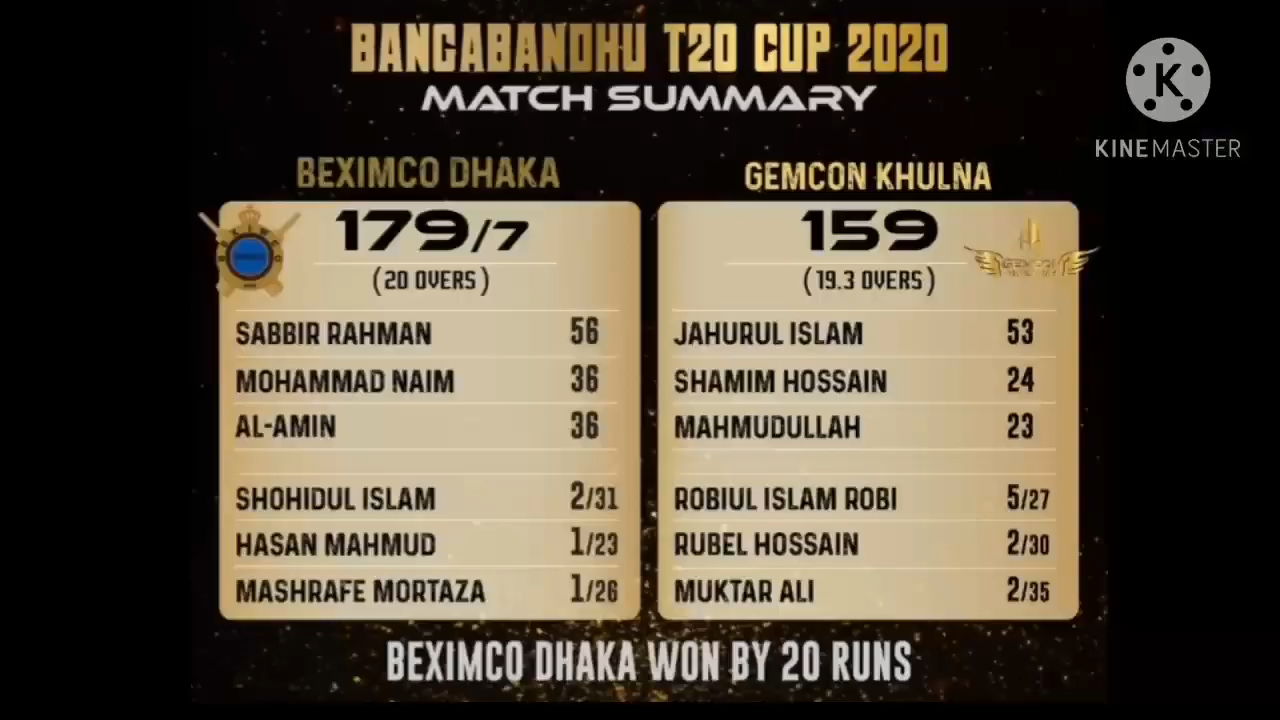 BANGABANDHU T20 CUP 2020
MATCH SUMMARY
K
KINEMASTER
BEXIMCO DHAKA
179/7
(20 OVERS)
SABBIR RAHMAN 56
MOHAMMAD NAIM 36
AL-AMIN 36
SHOHIDUL ISLAM 2/31
HASAN MAHMUD 1/23
MASHRAFE MORTAZA 1/26
GEMCON KHULNA
159
(19.3 OVERS)
JAHURUL ISLAM 53
SHAMIM HOSSAIN 24
MAHMUDULLAH 23
ROBIUL ISLAM ROBI 5/27
RUBEL HOSSAIN 2/30
MUKTAR ALI 2/35
BEXIMCO DHAKA WON BY 20 RUNS